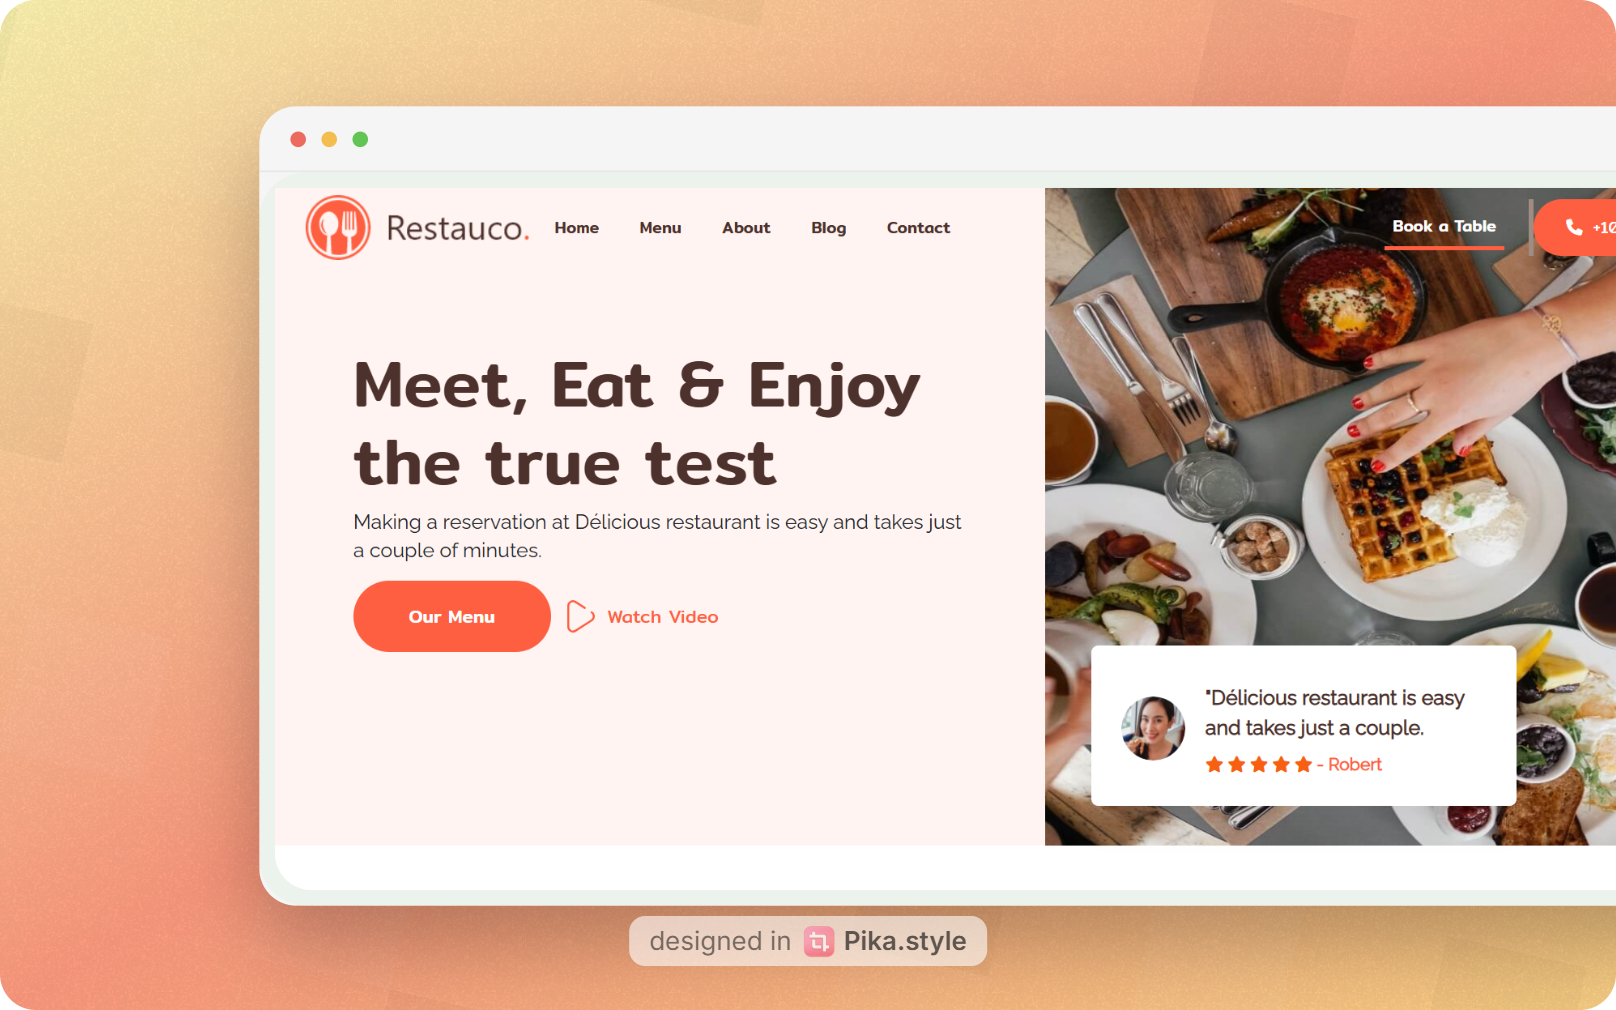 Restauco.
Home
Menu
About
Blog
Contact
Book a Table
Meet, Eat & Enjoy
the true test
Making a reservation at Délicious restaurant is easy and takes just
a couple of minutes.
Our Menu
Watch Video
"Délicious restaurant is easy
and takes just a couple.
- Robert
designed in Pika.style